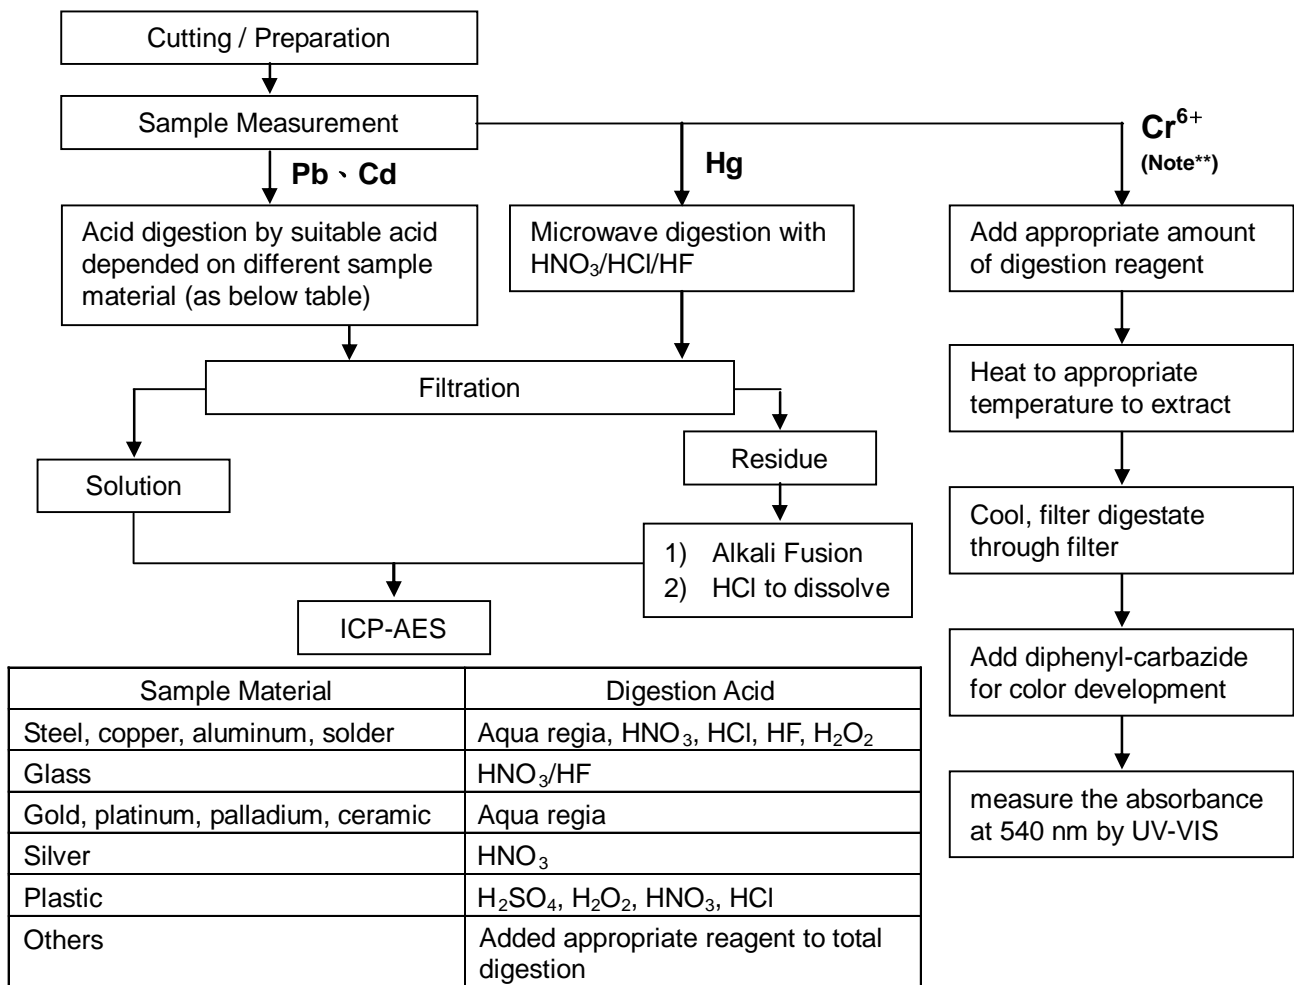 Cutting / Preparation
Sample Measurement
Pb、Cd
Hg
Cr⁶⁺
(Note**)
Acid digestion by suitable acid
depended on different sample
material (as below table)
Microwave digestion with
HNO₃/HCl/HF
Add appropriate amount
of digestion reagent
Filtration
Heat to appropriate
temperature to extract
Solution
Residue
Cool, filter digestate
through filter
1) Alkali Fusion
2) HCl to dissolve
ICP-AES
Add diphenyl-carbazide
for color development
measure the absorbance
at 540 nm by UV-VIS
Sample Material Digestion Acid
Steel, copper, aluminum, solder Aqua regia, HNO₃, HCl, HF, H₂O₂
Glass HNO₃/HF
Gold, platinum, palladium, ceramic Aqua regia
Silver HNO₃
Plastic H₂SO₄, H₂O₂, HNO₃, HCl
Others Added appropriate reagent to total
digestion